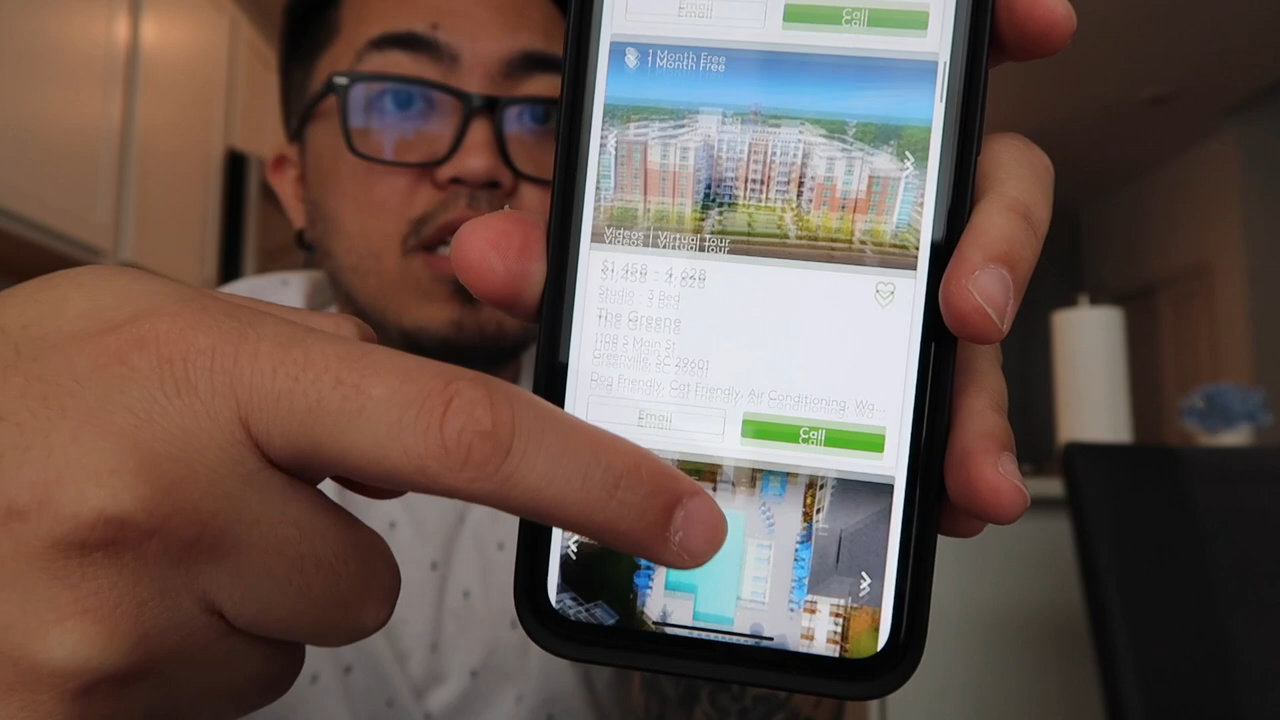 Email
Call
1 Month Free
Videos | Virtual Tour
$1,458 - 4,628
Studio - 3 Bed
The Greene
1108 S Main St
Greenville, SC 29601
Dog Friendly, Cat Friendly, Air Conditioning, Wa...
Email
Call